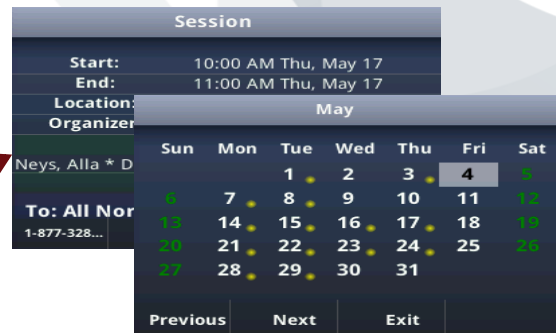 Session
Start: 10:00 AM Thu, May 17
End: 11:00 AM Thu, May 17
Location:
Organizer
Neys, Alla * D
To: All Nor
1-877-328...
May
Sun Mon Tue Wed Thu Fri Sat
1 2 3 4 5
6 7 8 9 10 11 12
13 14 15 16 17 18 19
20 21 22 23 24 25 26
27 28 29 30 31
Previous Next Exit